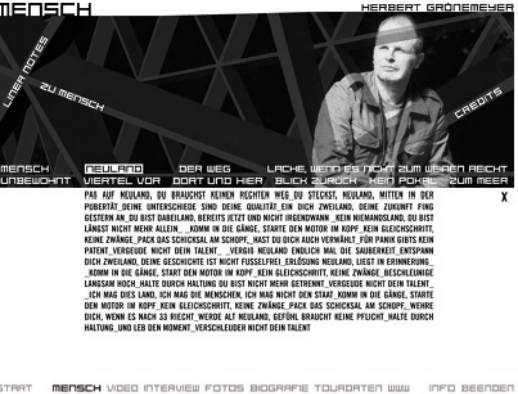 MENSCH
HERBERT GRÖNEMEYER
LINER NOTES
ZU MENSCH
CREDITS
MENSCH NEULAND DER WEG LACHE, WENN ES NICHT ZUM WEINEN REICHT
UNBEWOHNT VIERTEL VOR DORT UND HIER BLICK ZURÜCK KEIN POKAL ZUM MEER
X
PAß AUF NEULAND, DU BRAUCHST KEINEN RECHTEN WEG_DU STECKST, NEULAND, MITTEN IN DER
PUBERTÄT_DEINE UNTERSCHIEDE SIND DEINE QUALITÄT_EIN DICH ZWEILAND, DEINE ZUKUNFT FING
GESTERN AN_DU BIST DABEILAND, BEREITS JETZT UND NICHT IRGENDWANN _KEIN NIEMANDSLAND, DU BIST
LÄNGST NICHT MEHR ALLEIN_ _KOMM IN DIE GÄNGE, STARTE DEN MOTOR IM KOPF_KEIN GLEICHSCHRITT,
KEINE ZWÄNGE_PACK DAS SCHICKSAL AM SCHOPF_HAST DU DICH AUCH VERWÄHLT_FÜR PANIK GIBTS KEIN
PATENT_VERGEUDE NICHT DEIN TALENT_ _VERGIß NEULAND ENDLICH MAL DIE SAUBERKEIT_ENTSPANN
DICH ZWEILAND, DEINE GESCHICHTE IST NICHT FUSSELFREI_ERLÖSUNG NEULAND, LIEGT IN ERINNERUNG_
_KOMM IN DIE GÄNGE, START DEN MOTOR IM KOPF_KEIN GLEICHSCHRITT, KEINE ZWÄNGE_BESCHLEUNIGE
LANGSAM HOCH_HALTE DURCH HALTUNG DU BIST NICHT MEHR GETRENNT_VERGEUDE NICHT DEIN TALENT_
_ICH MAG DIES LAND, ICH MAG DIE MENSCHEN, ICH MAG NICHT DEN STAAT_KOMM IN DIE GÄNGE, STARTE
DEN MOTOR IM KOPF_KEIN GLEICHSCHRITT, KEINE ZWÄNGE_PACK DAS SCHICKSAL AM SCHOPF_WEHRE
DICH, WENN ES NACH 33 RIECHT_WERDE ALT NEULAND, GEFÜHL BRAUCHT KEINE PFLICHT_HALTE DURCH
HALTUNG_UND LEB DEN MOMENT_VERSCHLEUDER NICHT DEIN TALENT
START MENSCH VIDEO INTERVIEW FOTOS BIOGRAFIE TOURDATEN WWW INFO BEENDEN